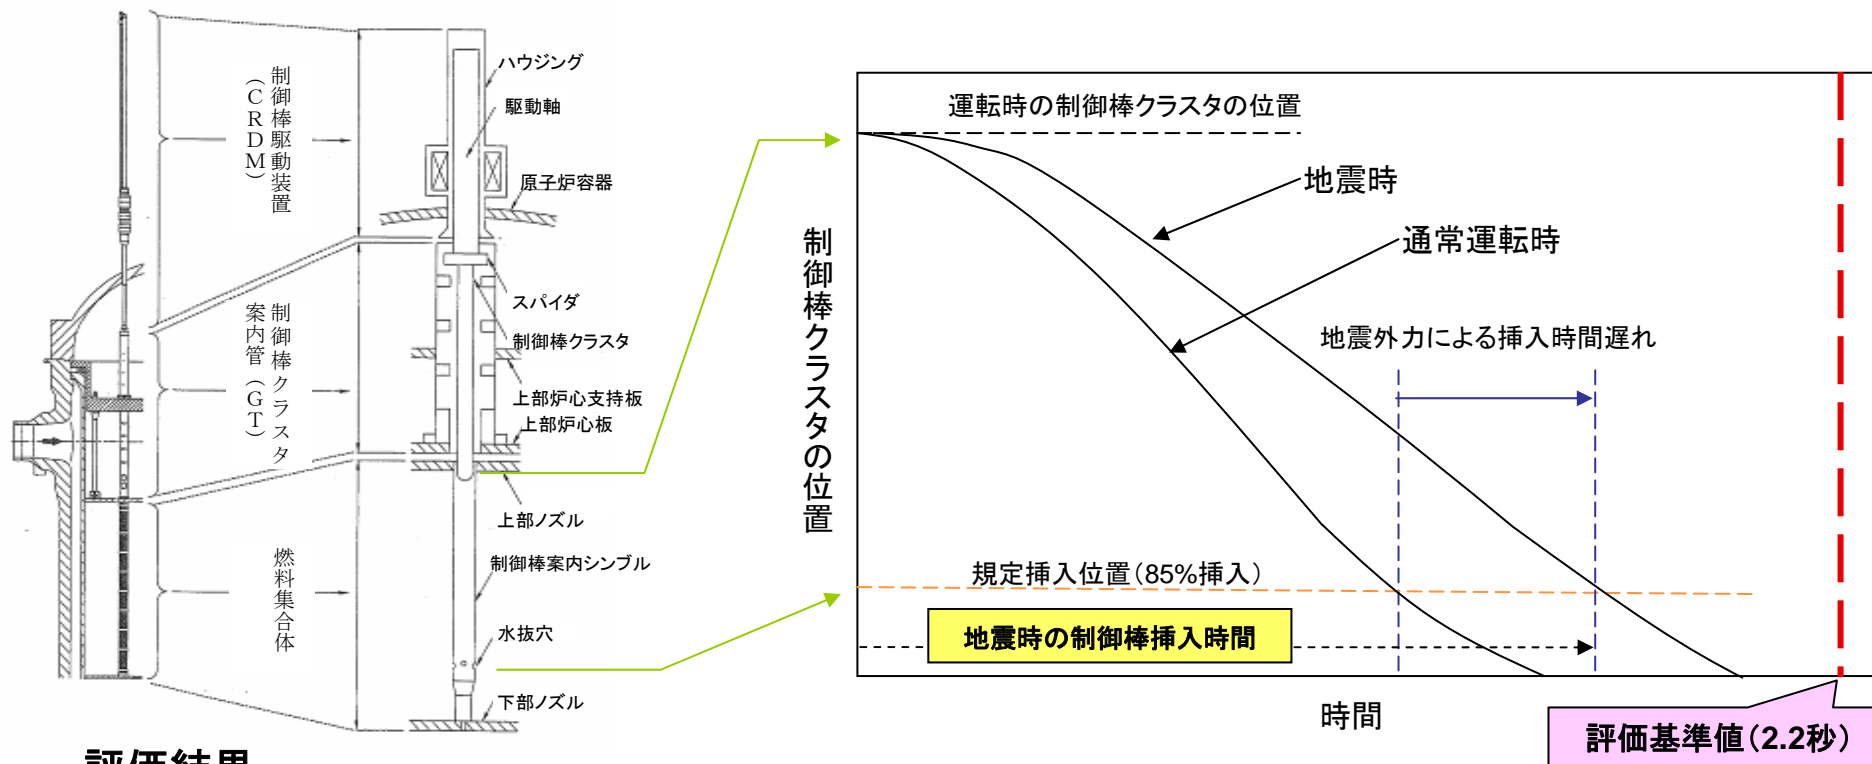 制御棒駆動装置
(CRDM)
制御棒クラスタ
案内管(GT)
燃料集合体
ハウジング
駆動軸
原子炉容器
スパイダ
制御棒クラスタ
上部炉心支持板
上部炉心板
上部ノズル
制御棒案内シンブル
水抜穴
下部ノズル
制御棒クラスタの位置
運転時の制御棒クラスタの位置
地震時
通常運転時
地震外力による挿入時間遅れ
規定挿入位置(85%挿入)
地震時の制御棒挿入時間
時間
評価基準値(2.2秒)
評価結果